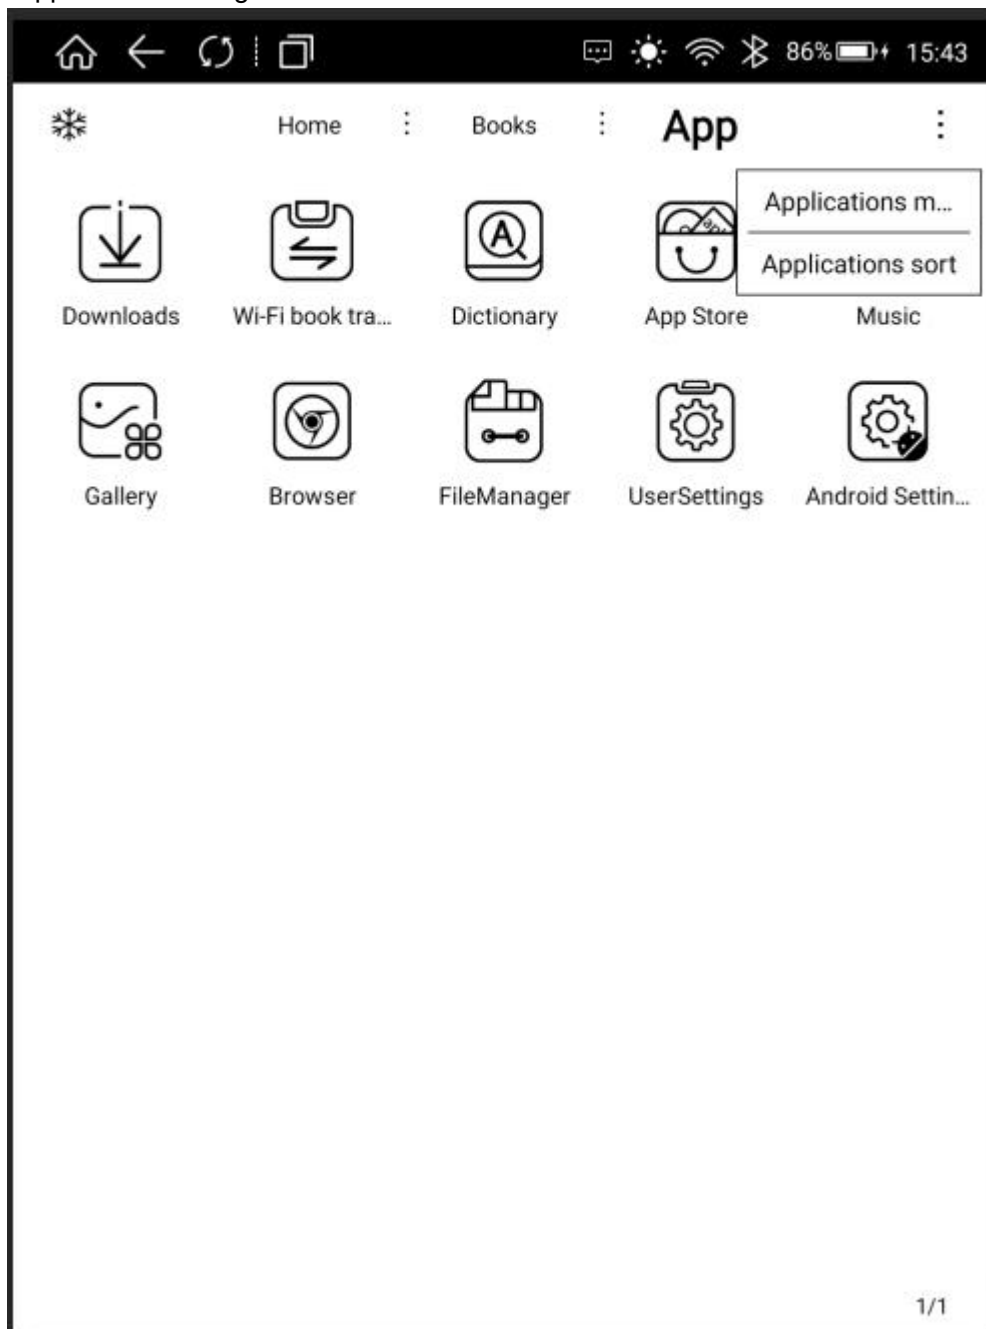 86% 15:43
Home Books App
Applications m...
Applications sort
Downloads Wi-Fi book tra... Dictionary App Store Music
Gallery Browser FileManager UserSettings Android Settin...
1/1